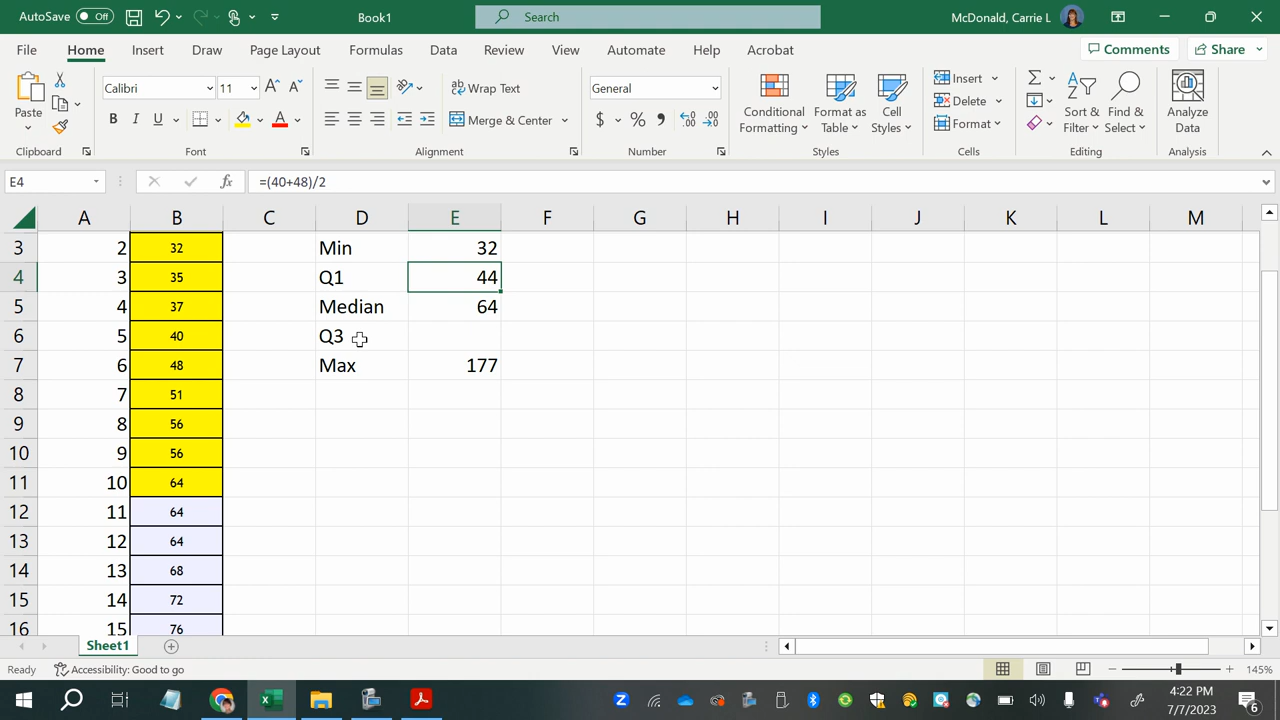 AutoSave Off Book1 Search McDonald, Carrie L
File Home Insert Draw Page Layout Formulas Data Review View Automate Help Acrobat Comments Share
Paste Calibri 11 A A Wrap Text General Conditional Formatting Format as Table Cell Styles Insert Σ Sort & Filter Find & Select Analyze Data
Delete
B I U A Merge & Center $ % Format
Clipboard Font Alignment Number Styles Cells Editing Analysis
E4 fx =(40+48)/2
A B C D E F G H I J K L M
3 2 32 Min 32
4 3 35 Q1 44
5 4 37 Median 64
6 5 40 Q3
7 6 48 Max 177
8 7 51
9 8 56
10 9 56
11 10 64
12 11 64
13 12 64
14 13 68
15 14 72
16 15 76
Sheet1
Ready Accessibility: Good to go 145%
4:22 PM
7/7/2023 6